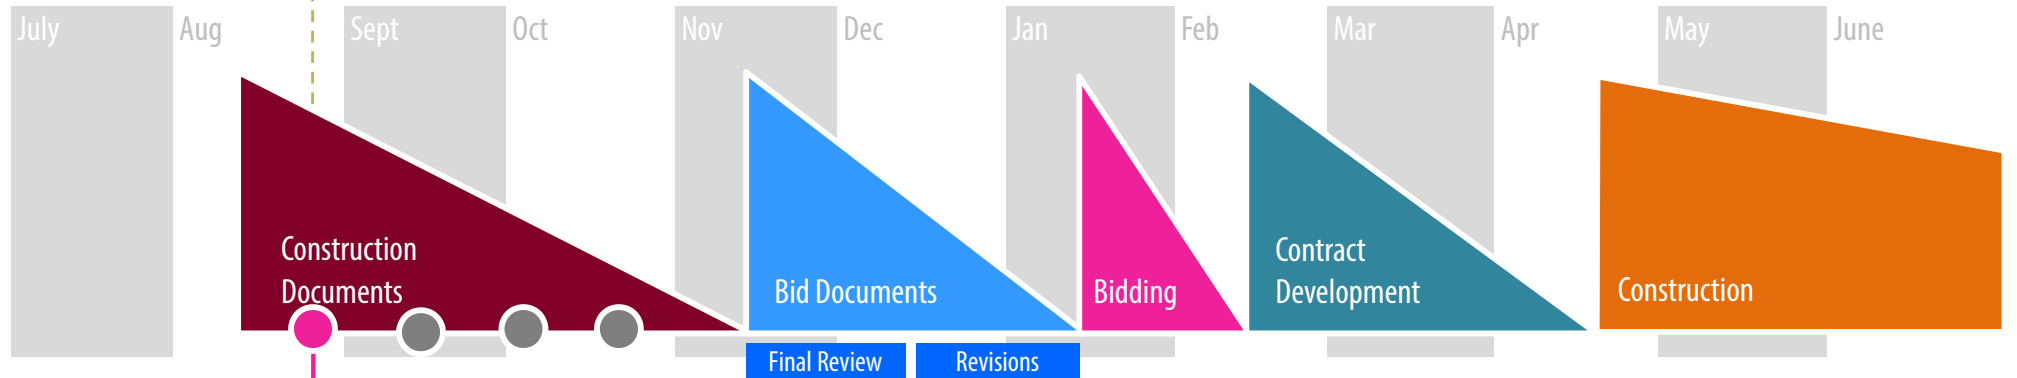 July
Aug
Sept
Oct
Nov
Dec
Jan
Feb
Mar
Apr
May
June
Construction
Documents
Bid Documents
Bidding
Contract
Development
Construction
Final Review
Revisions